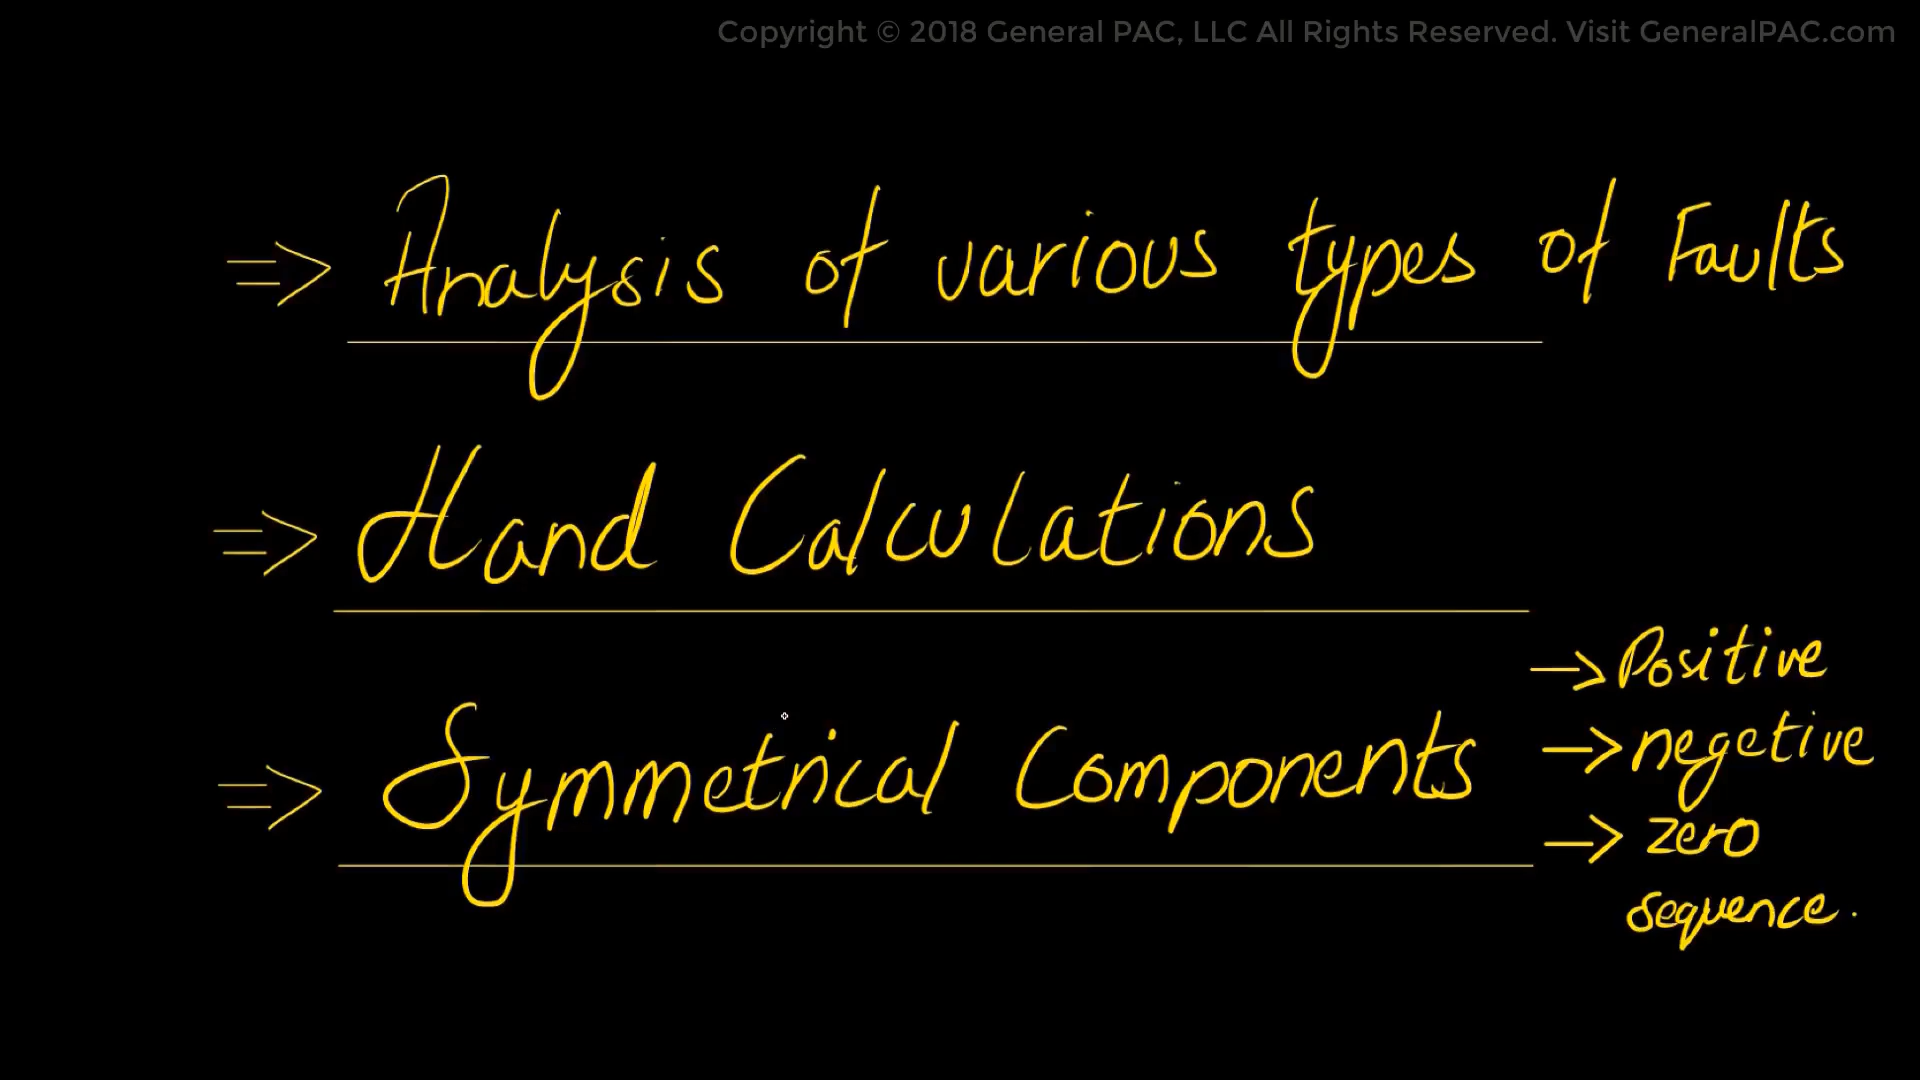 Copyright © 2018 General PAC, LLC All Rights Reserved. Visit GeneralPAC.com
⇒ Analysis of various types of Faults
⇒ Hand Calculations
⇒ Symmetrical Components
→ Positive
→ negetive
→ zero
sequence.